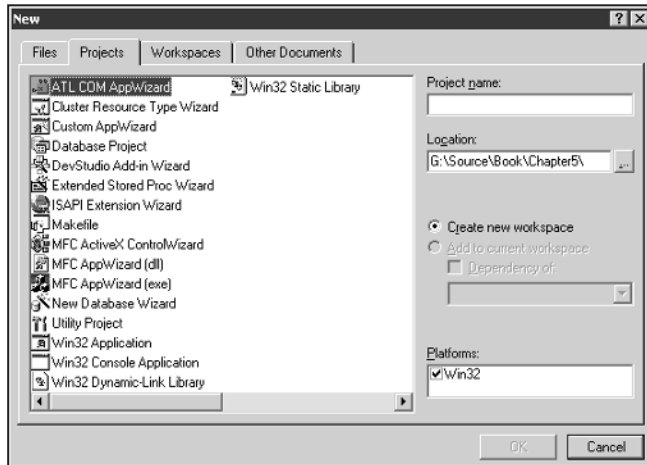 New
Files
Projects
Workspaces
Other Documents
ATL COM AppWizard
Cluster Resource Type Wizard
Custom AppWizard
Database Project
DevStudio Add-in Wizard
Extended Stored Proc Wizard
ISAPI Extension Wizard
Makefile
MFC ActiveX ControlWizard
MFC AppWizard (dll)
MFC AppWizard (exe)
New Database Wizard
Utility Project
Win32 Application
Win32 Console Application
Win32 Dynamic-Link Library
Win32 Static Library
Project name:
Location:
G:\Source\Book\Chapter5\
...
Create new workspace
Add to current workspace
Dependency of:
Platforms:
Win32
OK
Cancel